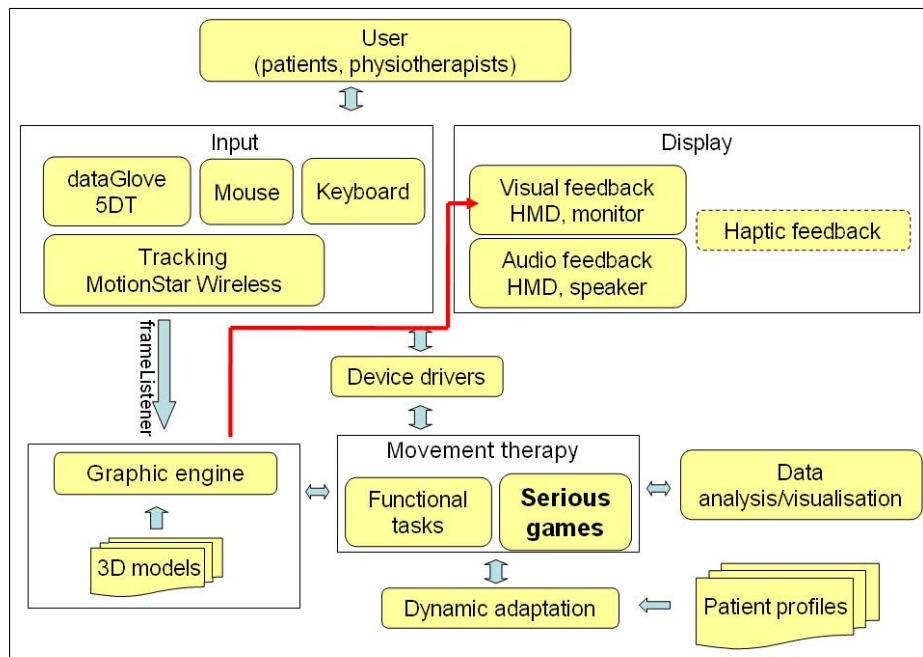 User
(patients, physiotherapists)
Input
dataGlove
5DT
Mouse
Keyboard
Tracking
MotionStar Wireless
Display
Visual feedback
HMD, monitor
Audio feedback
HMD, speaker
Haptic feedback
frameListener
Device drivers
Graphic engine
3D models
Movement therapy
Functional
tasks
Serious
games
Data
analysis/visualisation
Dynamic adaptation
Patient profiles